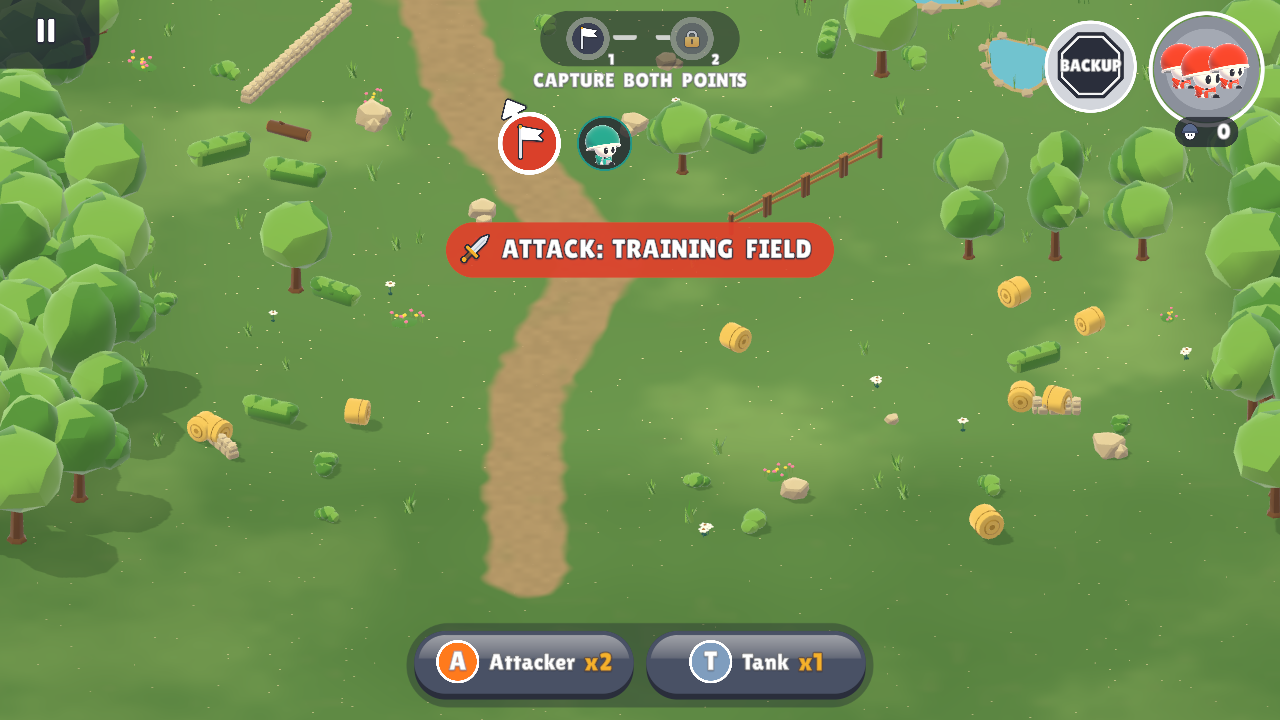 1
2
CAPTURE BOTH POINTS
BACKUP
0
ATTACK: TRAINING FIELD
A Attacker x2
T Tank x1